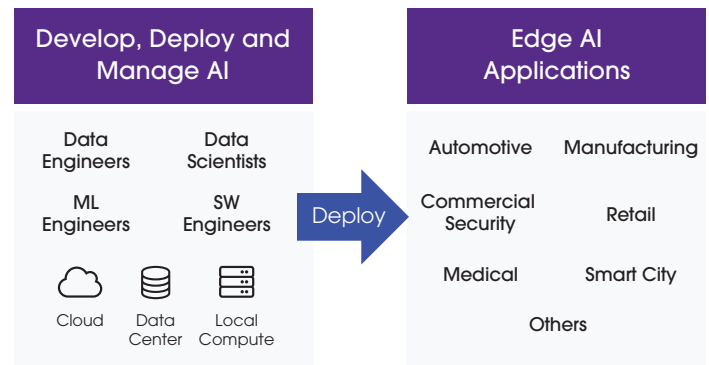 Develop, Deploy and
Manage AI
Data
Engineers
Data
Scientists
ML
Engineers
SW
Engineers
Cloud
Data
Center
Local
Compute
Deploy
Edge AI
Applications
Automotive
Manufacturing
Commercial
Security
Retail
Medical
Smart City
Others